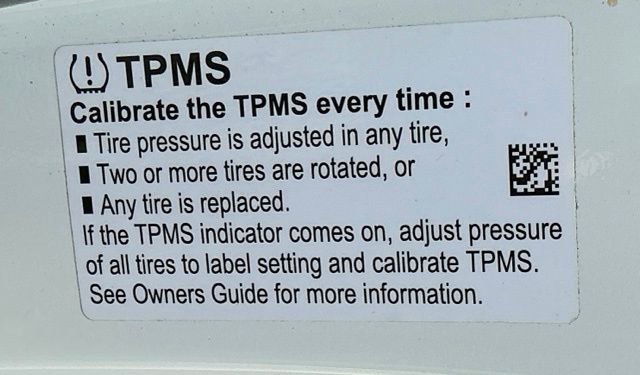 TPMS
Calibrate the TPMS every time :
■ Tire pressure is adjusted in any tire,
■ Two or more tires are rotated, or
■ Any tire is replaced.
If the TPMS indicator comes on, adjust pressure
of all tires to label setting and calibrate TPMS.
See Owners Guide for more information.